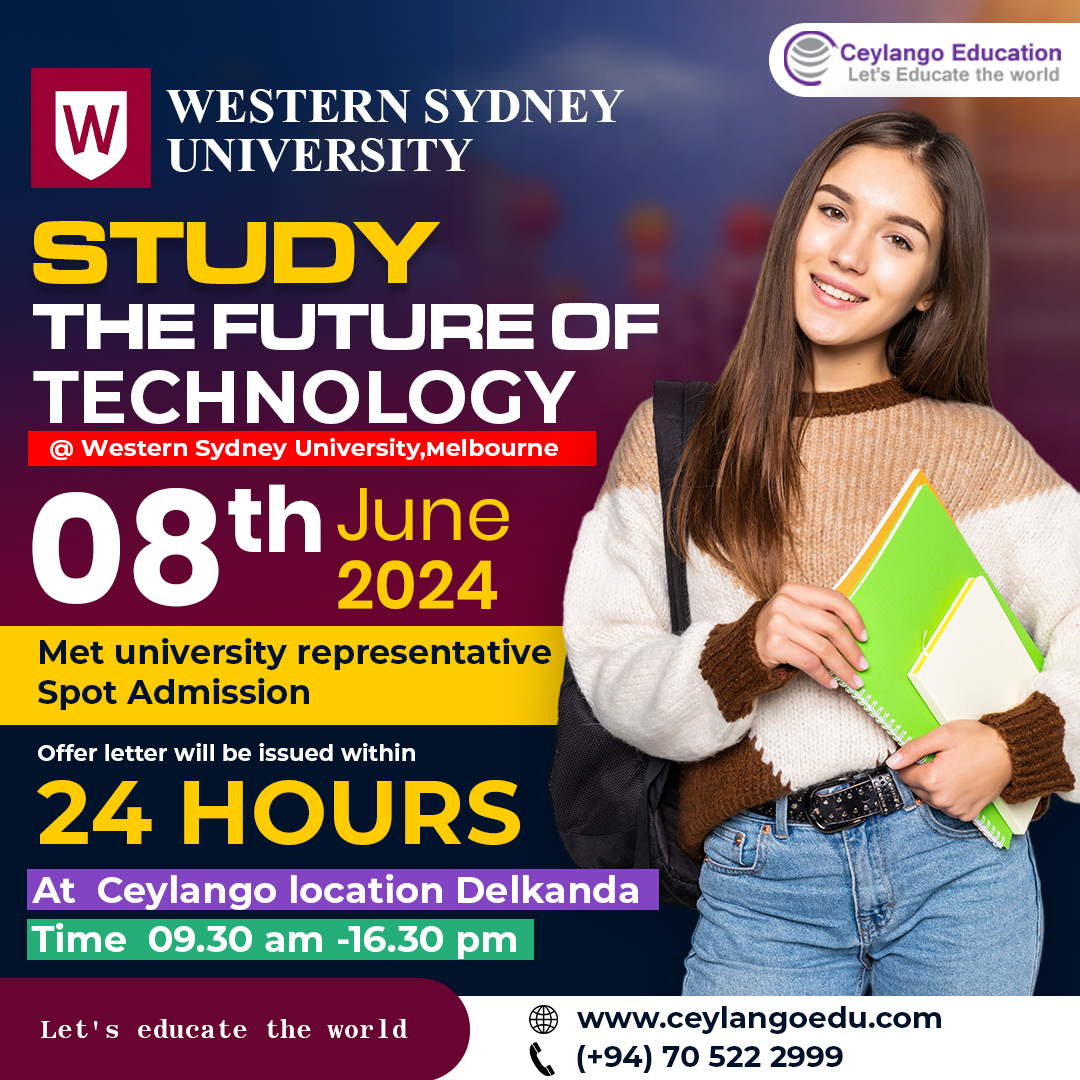 Ceylango Education
Let's Educate the world
W
WESTERN SYDNEY
UNIVERSITY
STUDY
THE FUTURE OF
TECHNOLOGY
@ Western Sydney University,Melbourne
08th June
2024
Met university representative
Spot Admission
Offer letter will be issued within
24 HOURS
At Ceylango location Delkanda
Time 09.30 am -16.30 pm
Let's educate the world
www.ceylangoedu.com
(+94) 70 522 2999